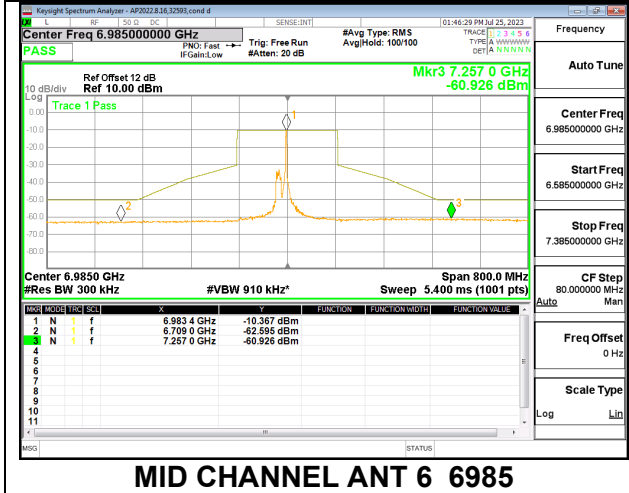 Keysight Spectrum Analyzer - AP2022.8.16,32593,cond d
L RF 50 Ω DC SENSE:INT 01:46:29 PM Jul 25, 2023
Center Freq 6.985000000 GHz
PASS
PNO: Fast
IFGain:Low
Trig: Free Run
#Atten: 20 dB
#Avg Type: RMS
Avg|Hold: 100/100
TRACE 1 2 3 4 5 6
TYPE A WWWWW
DET A N N N N N
Ref Offset 12 dB
10 dB/div Ref 10.00 dBm
Mkr3 7.257 0 GHz
-60.926 dBm
Log
Trace 1 Pass
0.00
-10.0
-20.0
-30.0
-40.0
-50.0
-60.0
-70.0
-80.0
1
2
3
Center 6.9850 GHz Span 800.0 MHz
#Res BW 300 kHz #VBW 910 kHz* Sweep 5.400 ms (1001 pts)
MKR MODE TRC SCL X Y FUNCTION FUNCTION WIDTH FUNCTION VALUE
1 N 1 f 6.983 4 GHz -10.367 dBm
2 N 1 f 6.709 0 GHz -62.595 dBm
3 N 1 f 7.257 0 GHz -60.926 dBm
4
5
6
7
8
9
10
11
MSG STATUS
Frequency
Auto Tune
Center Freq
6.985000000 GHz
Start Freq
6.585000000 GHz
Stop Freq
7.385000000 GHz
CF Step
80.000000 MHz
Auto Man
Freq Offset
0 Hz
Scale Type
Log Lin
MID CHANNEL ANT 6 6985